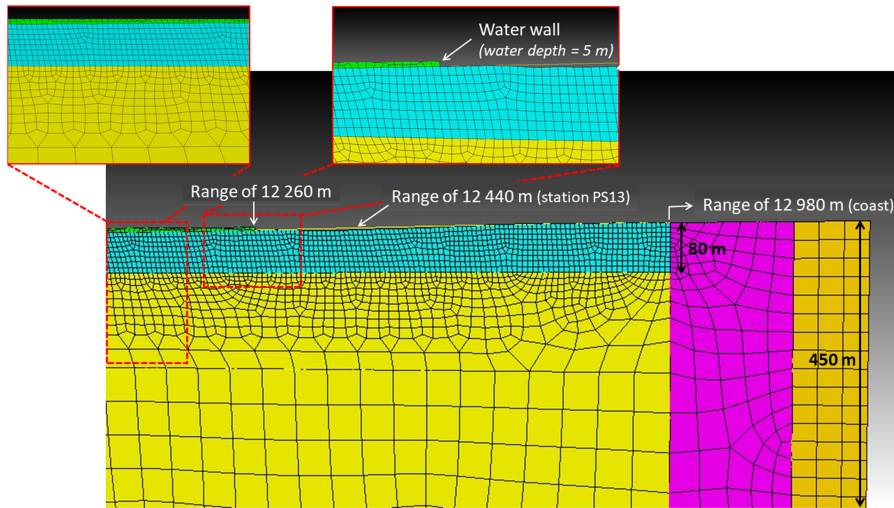 Water wall
(water depth = 5 m)
Range of 12 260 m
Range of 12 440 m (station PS13)
Range of 12 980 m (coast)
80 m
450 m